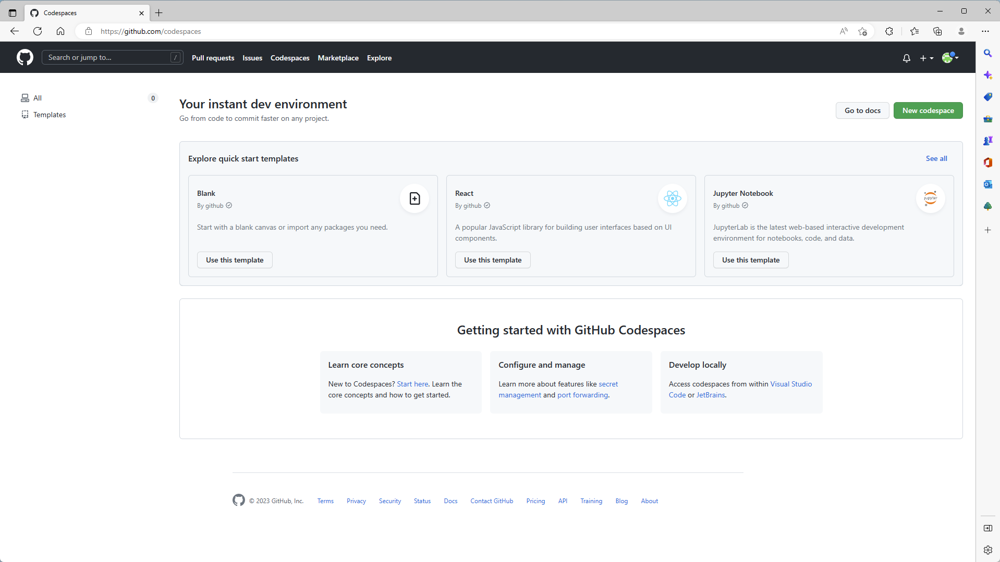 Codespaces
https://github.com/codespaces
Search or jump to... /
Pull requests Issues Codespaces Marketplace Explore
All 0
Templates
Your instant dev environment
Go from code to commit faster on any project.
Go to docs New codespace
Explore quick start templates See all
Blank
By github
Start with a blank canvas or import any packages you need.
Use this template
React
By github
A popular JavaScript library for building user interfaces based on UI
components.
Use this template
Jupyter Notebook
By github
jupyter
JupyterLab is the latest web-based interactive development
environment for notebooks, code, and data.
Use this template
Getting started with GitHub Codespaces
Learn core concepts
New to Codespaces? Start here. Learn the
core concepts and how to get started.
Configure and manage
Learn more about features like secret
management and port forwarding.
Develop locally
Access codespaces from within Visual Studio
Code or JetBrains.
© 2023 GitHub, Inc. Terms Privacy Security Status Docs Contact GitHub Pricing API Training Blog About